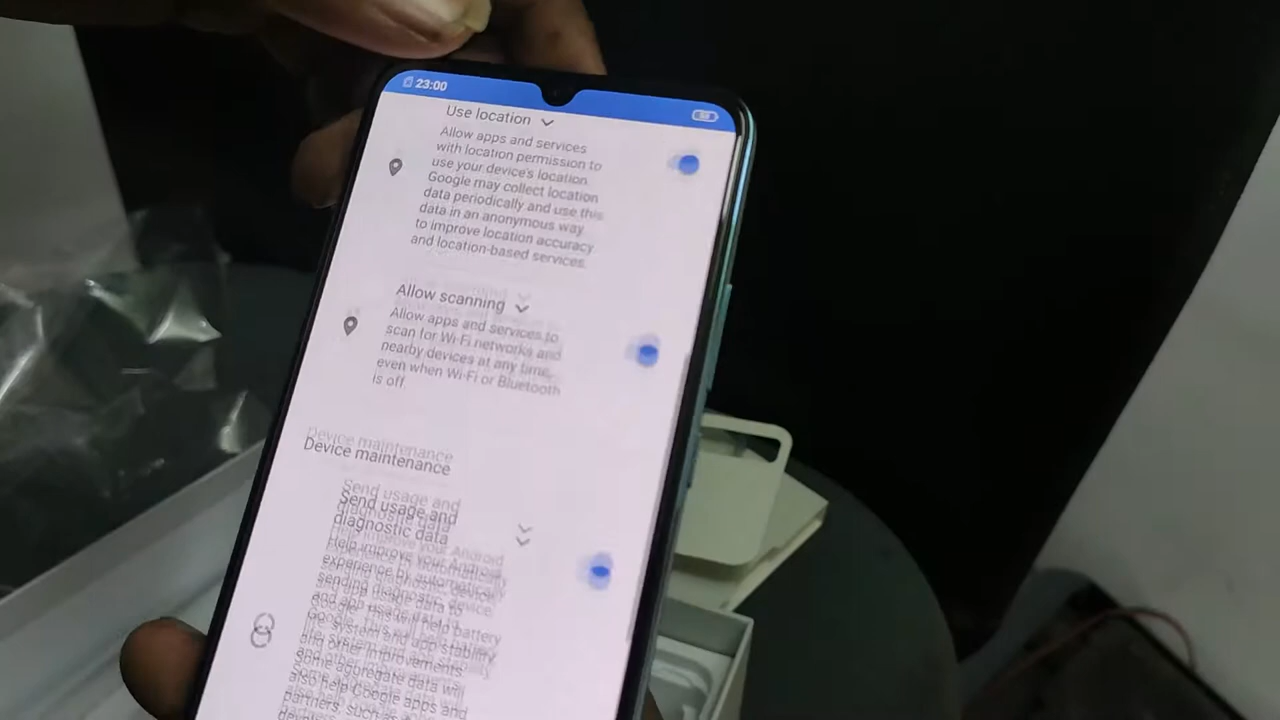 23:00
Use location
Allow apps and services
with location permission to
use your device's location.
Google may collect location
data periodically and use this
data in an anonymous way
to improve location accuracy
and location-based services.
Allow scanning
Allow apps and services to
scan for Wi-Fi networks and
nearby devices at any time,
even when Wi-Fi or Bluetooth
is off.
Device maintenance
Send usage and
diagnostic data
Help improve your Android
experience by automatically
sending diagnostic, device
and app usage data to
Google. This will help battery
life, system and app stability
and other improvements.
Some aggregate data will
also help Google apps and
partners, such as